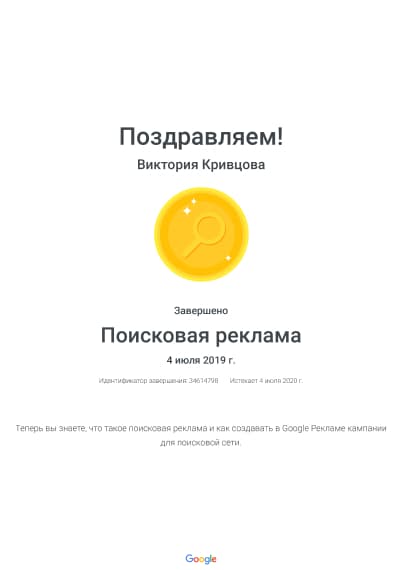 Поздравляем!
Виктория Кривцова
Завершено
Поисковая реклама
4 июля 2019 г.
Идентификатор завершения: 34614798 Истекает 4 июля 2020 г.
Теперь вы знаете, что такое поисковая реклама и как создавать в Google Рекламе кампании
для поисковой сети.
Google